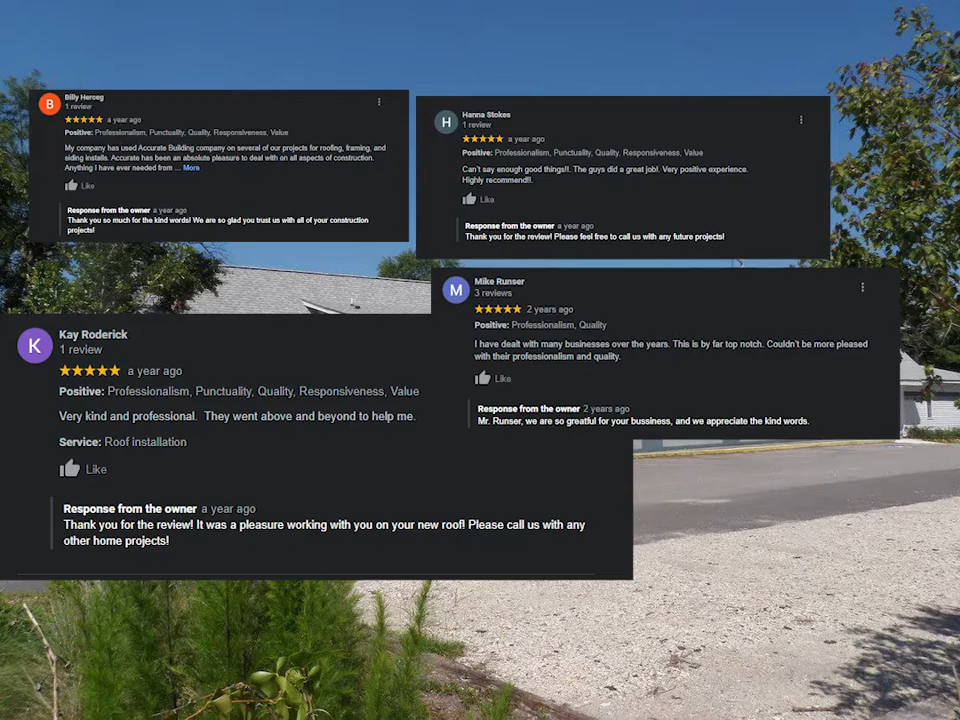 B
Billy Herceg
1 review
★★★★★ a year ago
Positive: Professionalism, Punctuality, Quality, Responsiveness, Value
My company has used Accurate Building company on several of our projects for roofing, framing, and
siding installs. Accurate has been an absolute pleasure to deal with on all aspects of construction.
Anything I have ever needed from ... More
Like
Response from the owner a year ago
Thank you so much for the kind words! We are so glad you trust us with all of your construction
projects!
H
Hanna Stokes
1 review
★★★★★ a year ago
Positive: Professionalism, Punctuality, Quality, Responsiveness, Value
Can't say enough good things!!. The guys did a great job!. Very positive experience.
Highly recommend!!.
Like
Response from the owner a year ago
Thank you for the review! Please feel free to call us with any future projects!
M
Mike Runser
3 reviews
★★★★★ 2 years ago
Positive: Professionalism, Quality
I have dealt with many businesses over the years. This is by far top notch. Couldn't be more pleased
with their professionalism and quality.
Like
Response from the owner 2 years ago
Mr. Runser, we are so greatful for your bussiness, and we appreciate the kind words.
K
Kay Roderick
1 review
★★★★★ a year ago
Positive: Professionalism, Punctuality, Quality, Responsiveness, Value
Very kind and professional. They went above and beyond to help me.
Service: Roof installation
Like
Response from the owner a year ago
Thank you for the review! It was a pleasure working with you on your new roof! Please call us with any
other home projects!